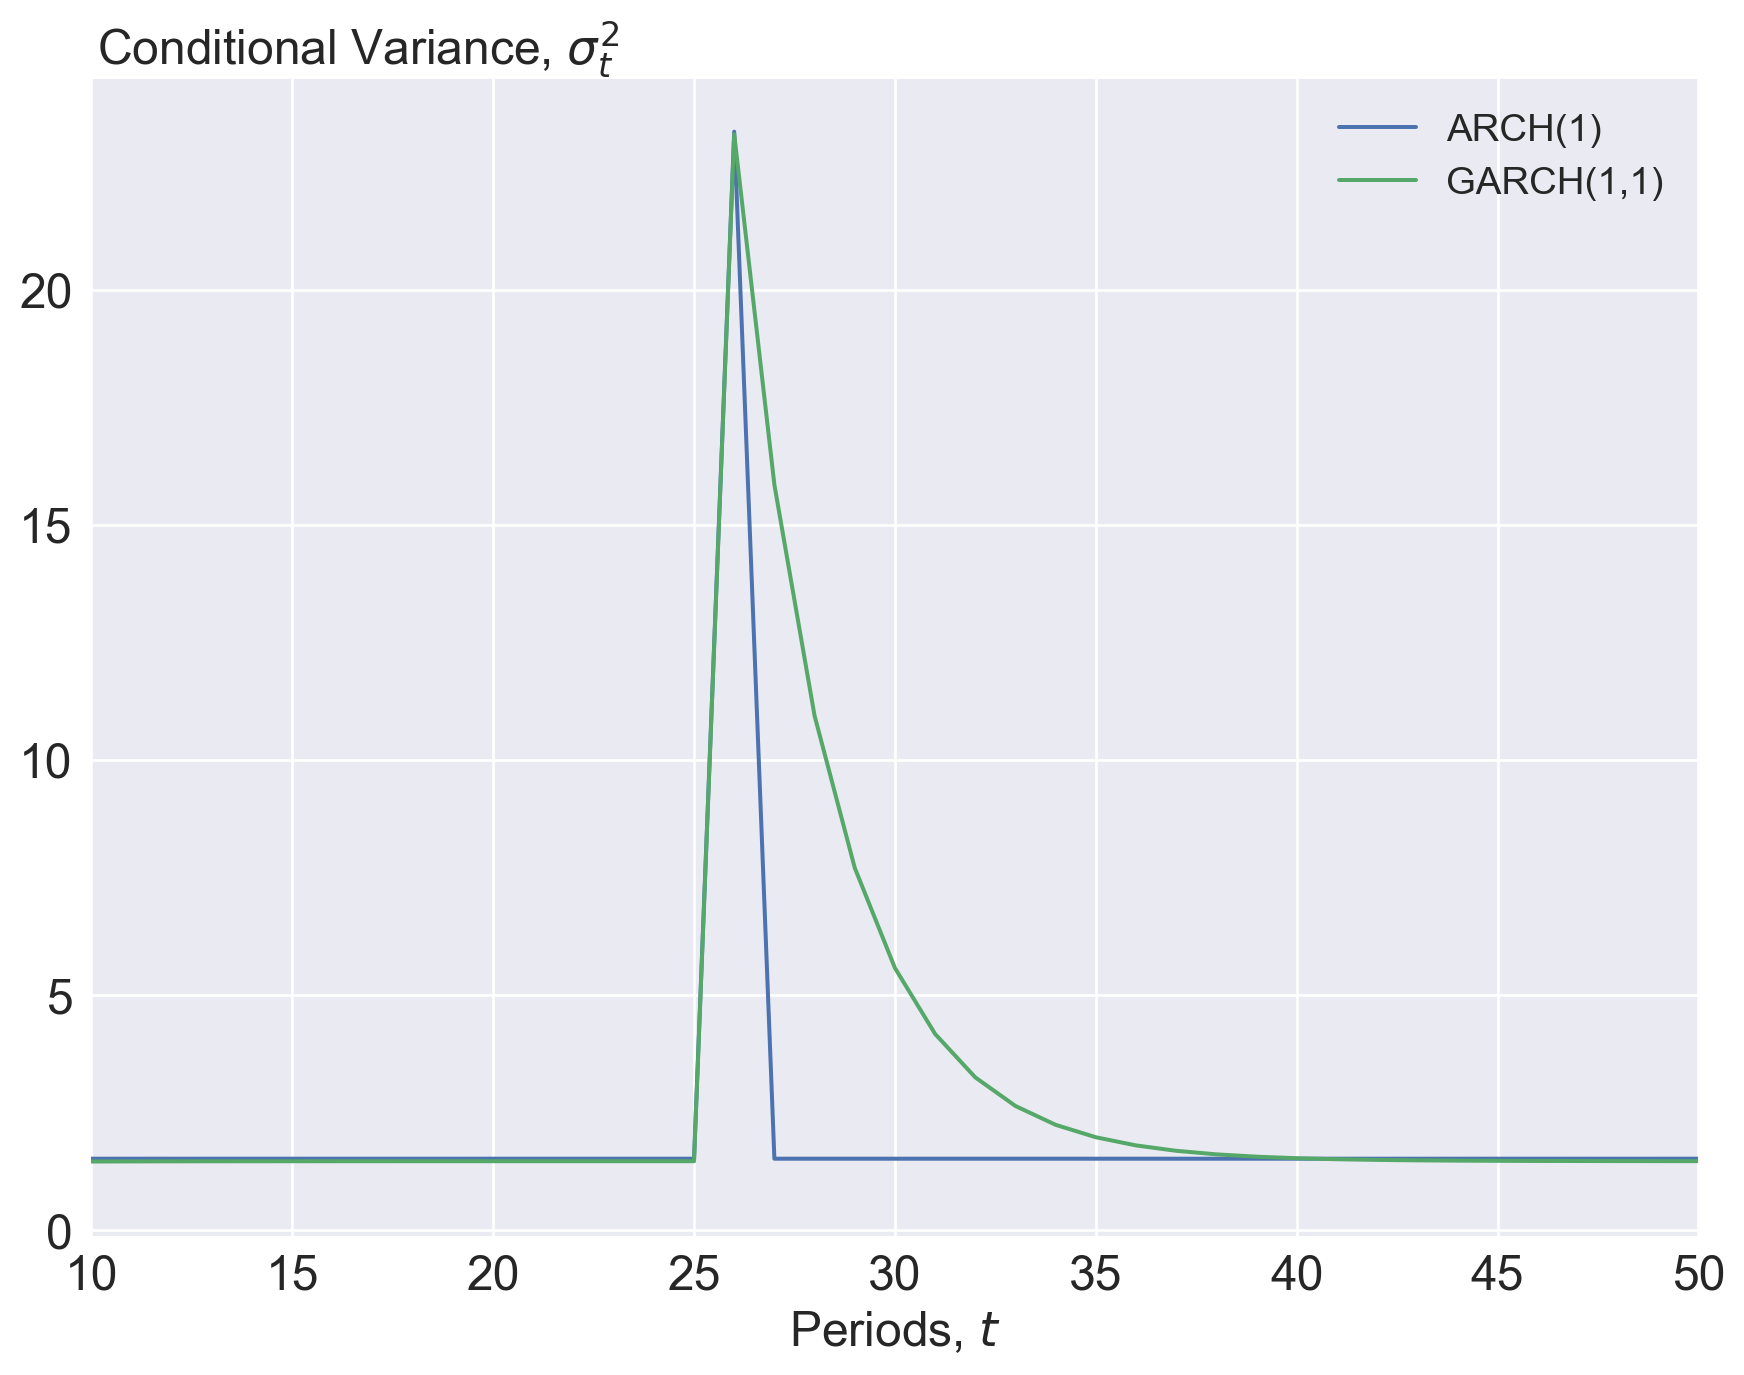 Conditional Variance, σ²ₜ
ARCH(1)
GARCH(1,1)
20
15
10
5
0
10 15 20 25 30 35 40 45 50
Periods, t